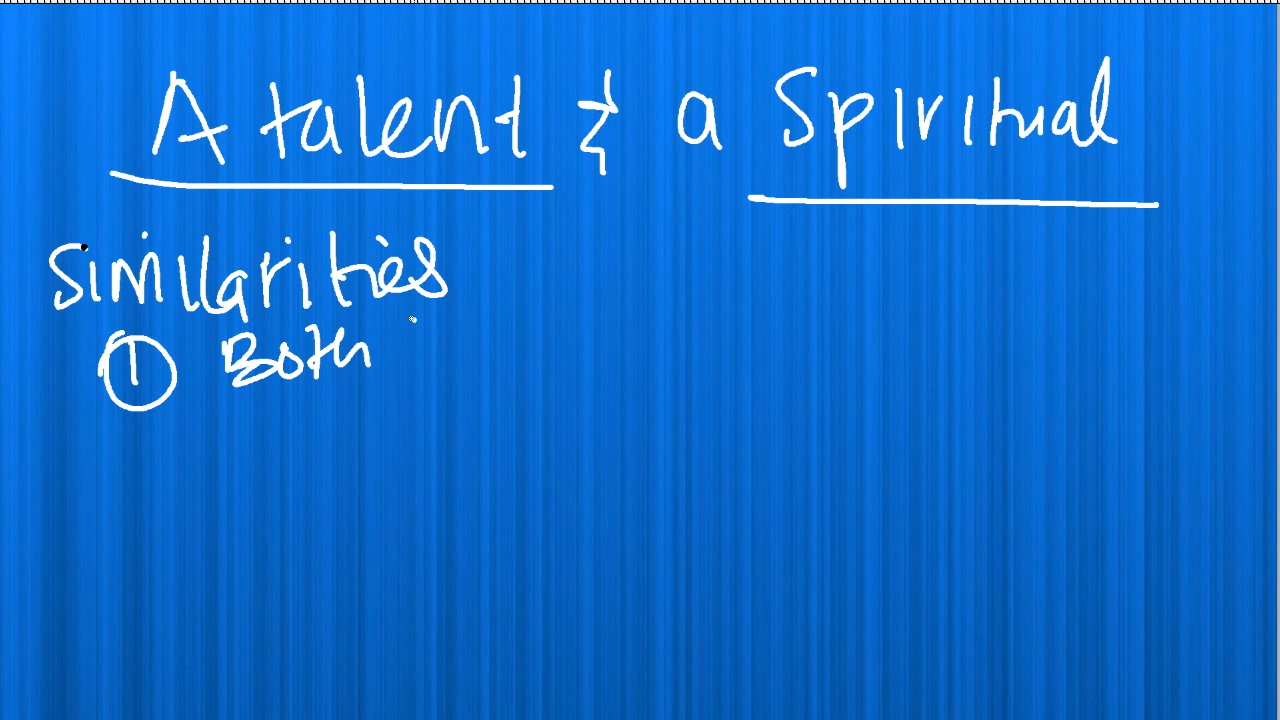 A talent & a Spiritual
Similarities
① Both